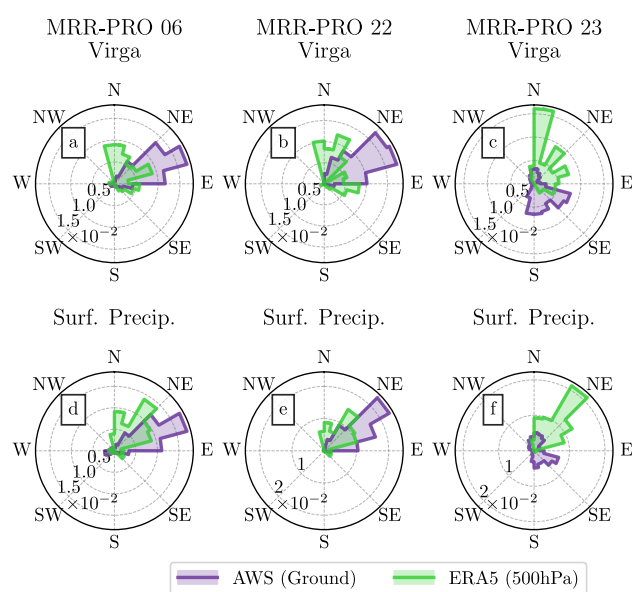 MRR-PRO 06 MRR-PRO 22 MRR-PRO 23
Virga Virga Virga
N N N
NW NE NW NE NW NE
a b c
W E W E W E
0.5 0.5 0.5
1.0 1.0 1.0
1.5 1.5 1.5
×10⁻² ×10⁻² ×10⁻²
SW SE SW SE SW SE
S S S
Surf. Precip. Surf. Precip. Surf. Precip.
N N N
NW NE NW NE NW NE
d e f
W E W E W E
0.5
1.0 1 1
1.5 2 2
×10⁻² ×10⁻² ×10⁻²
SW SE SW SE SW SE
S S S
AWS (Ground) ERA5 (500hPa)